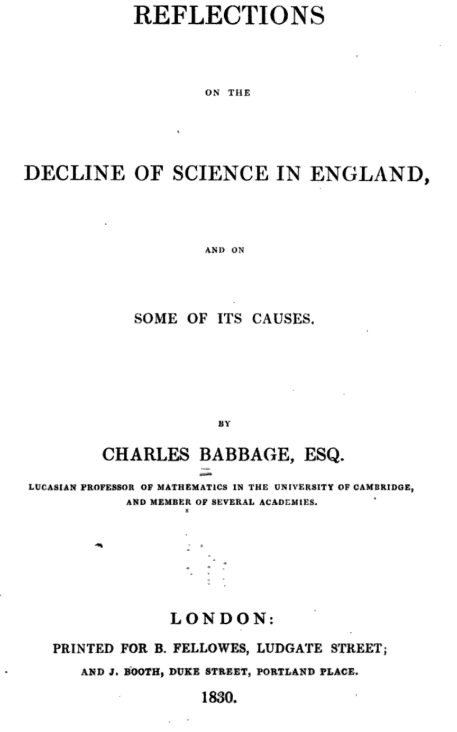 REFLECTIONS
ON THE
DECLINE OF SCIENCE IN ENGLAND,
AND ON
SOME OF ITS CAUSES.
BY
CHARLES BABBAGE, ESQ.
LUCASIAN PROFESSOR OF MATHEMATICS IN THE UNIVERSITY OF CAMBRIDGE,
AND MEMBER OF SEVERAL ACADEMIES.
LONDON:
PRINTED FOR B. FELLOWES, LUDGATE STREET;
AND J. BOOTH, DUKE STREET, PORTLAND PLACE.
1830.